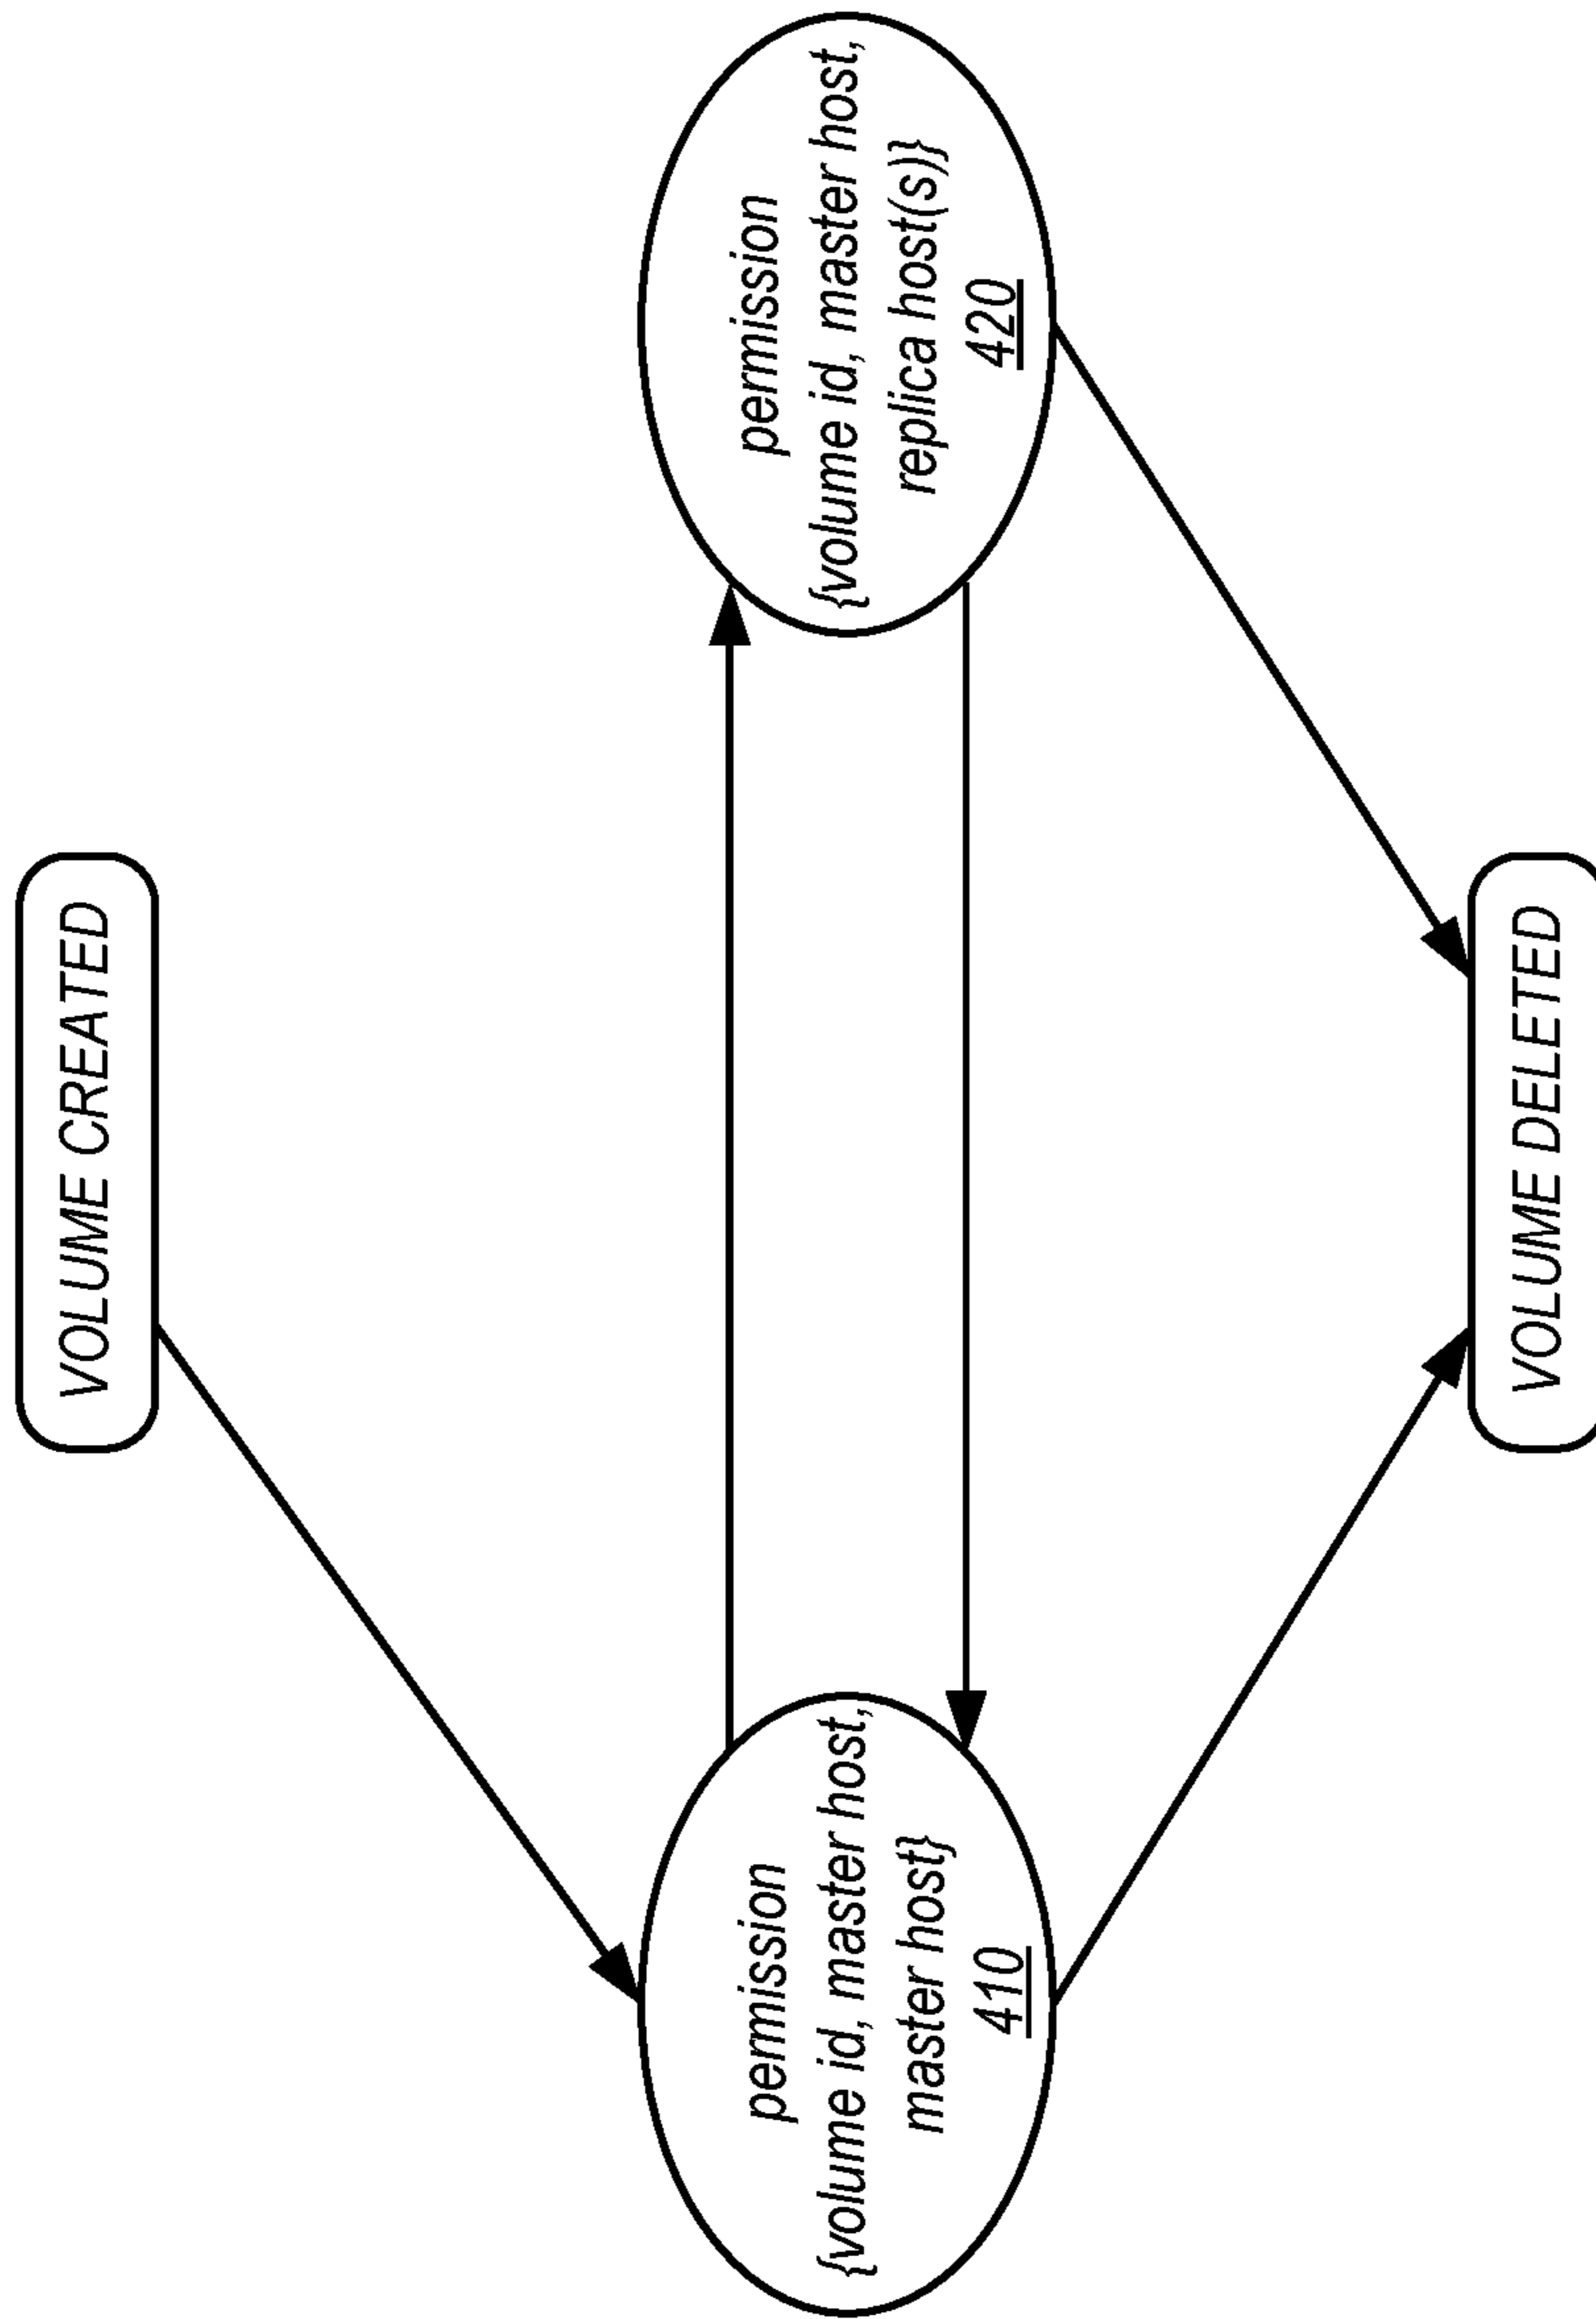 VOLUME CREATED
permission
{volume id, master host,
master host}
410
permission
{volume id, master host,
replica host(s)}
420
VOLUME DELETED